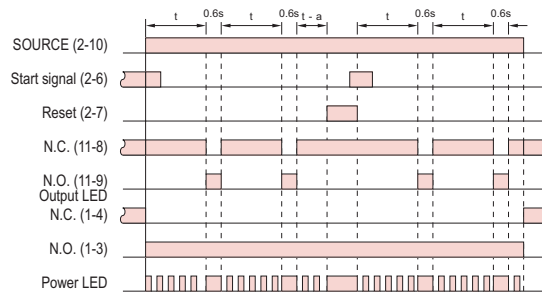 t 0.6s t 0.6s t - a t 0.6s t 0.6s
SOURCE (2-10)
Start signal (2-6)
Reset (2-7)
N.C. (11-8)
N.O. (11-9)
Output LED
N.C. (1-4)
N.O. (1-3)
Power LED